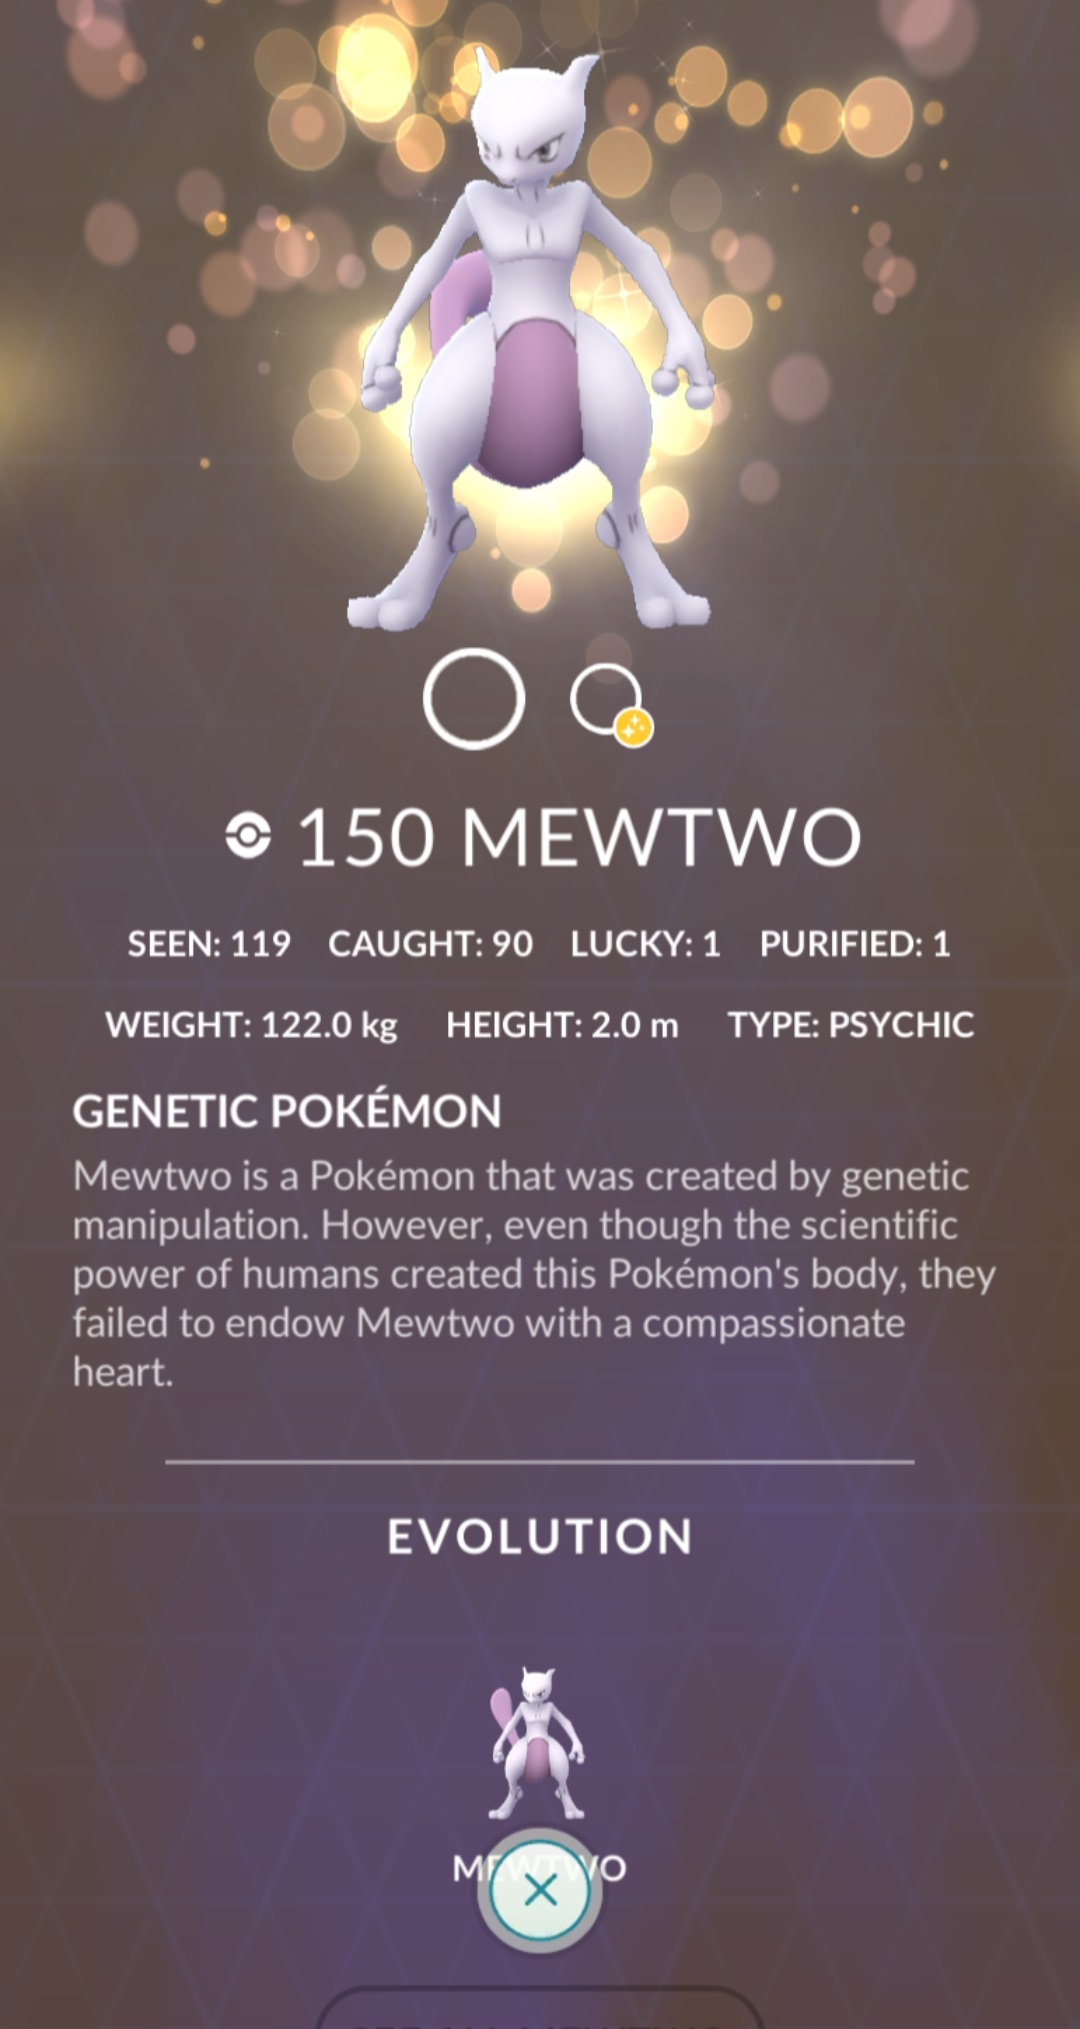 150 MEWTWO
SEEN: 119 CAUGHT: 90 LUCKY: 1 PURIFIED: 1
WEIGHT: 122.0 kg HEIGHT: 2.0 m TYPE: PSYCHIC
GENETIC POKÉMON
Mewtwo is a Pokémon that was created by genetic
manipulation. However, even though the scientific
power of humans created this Pokémon's body, they
failed to endow Mewtwo with a compassionate
heart.
EVOLUTION
MEWTWO